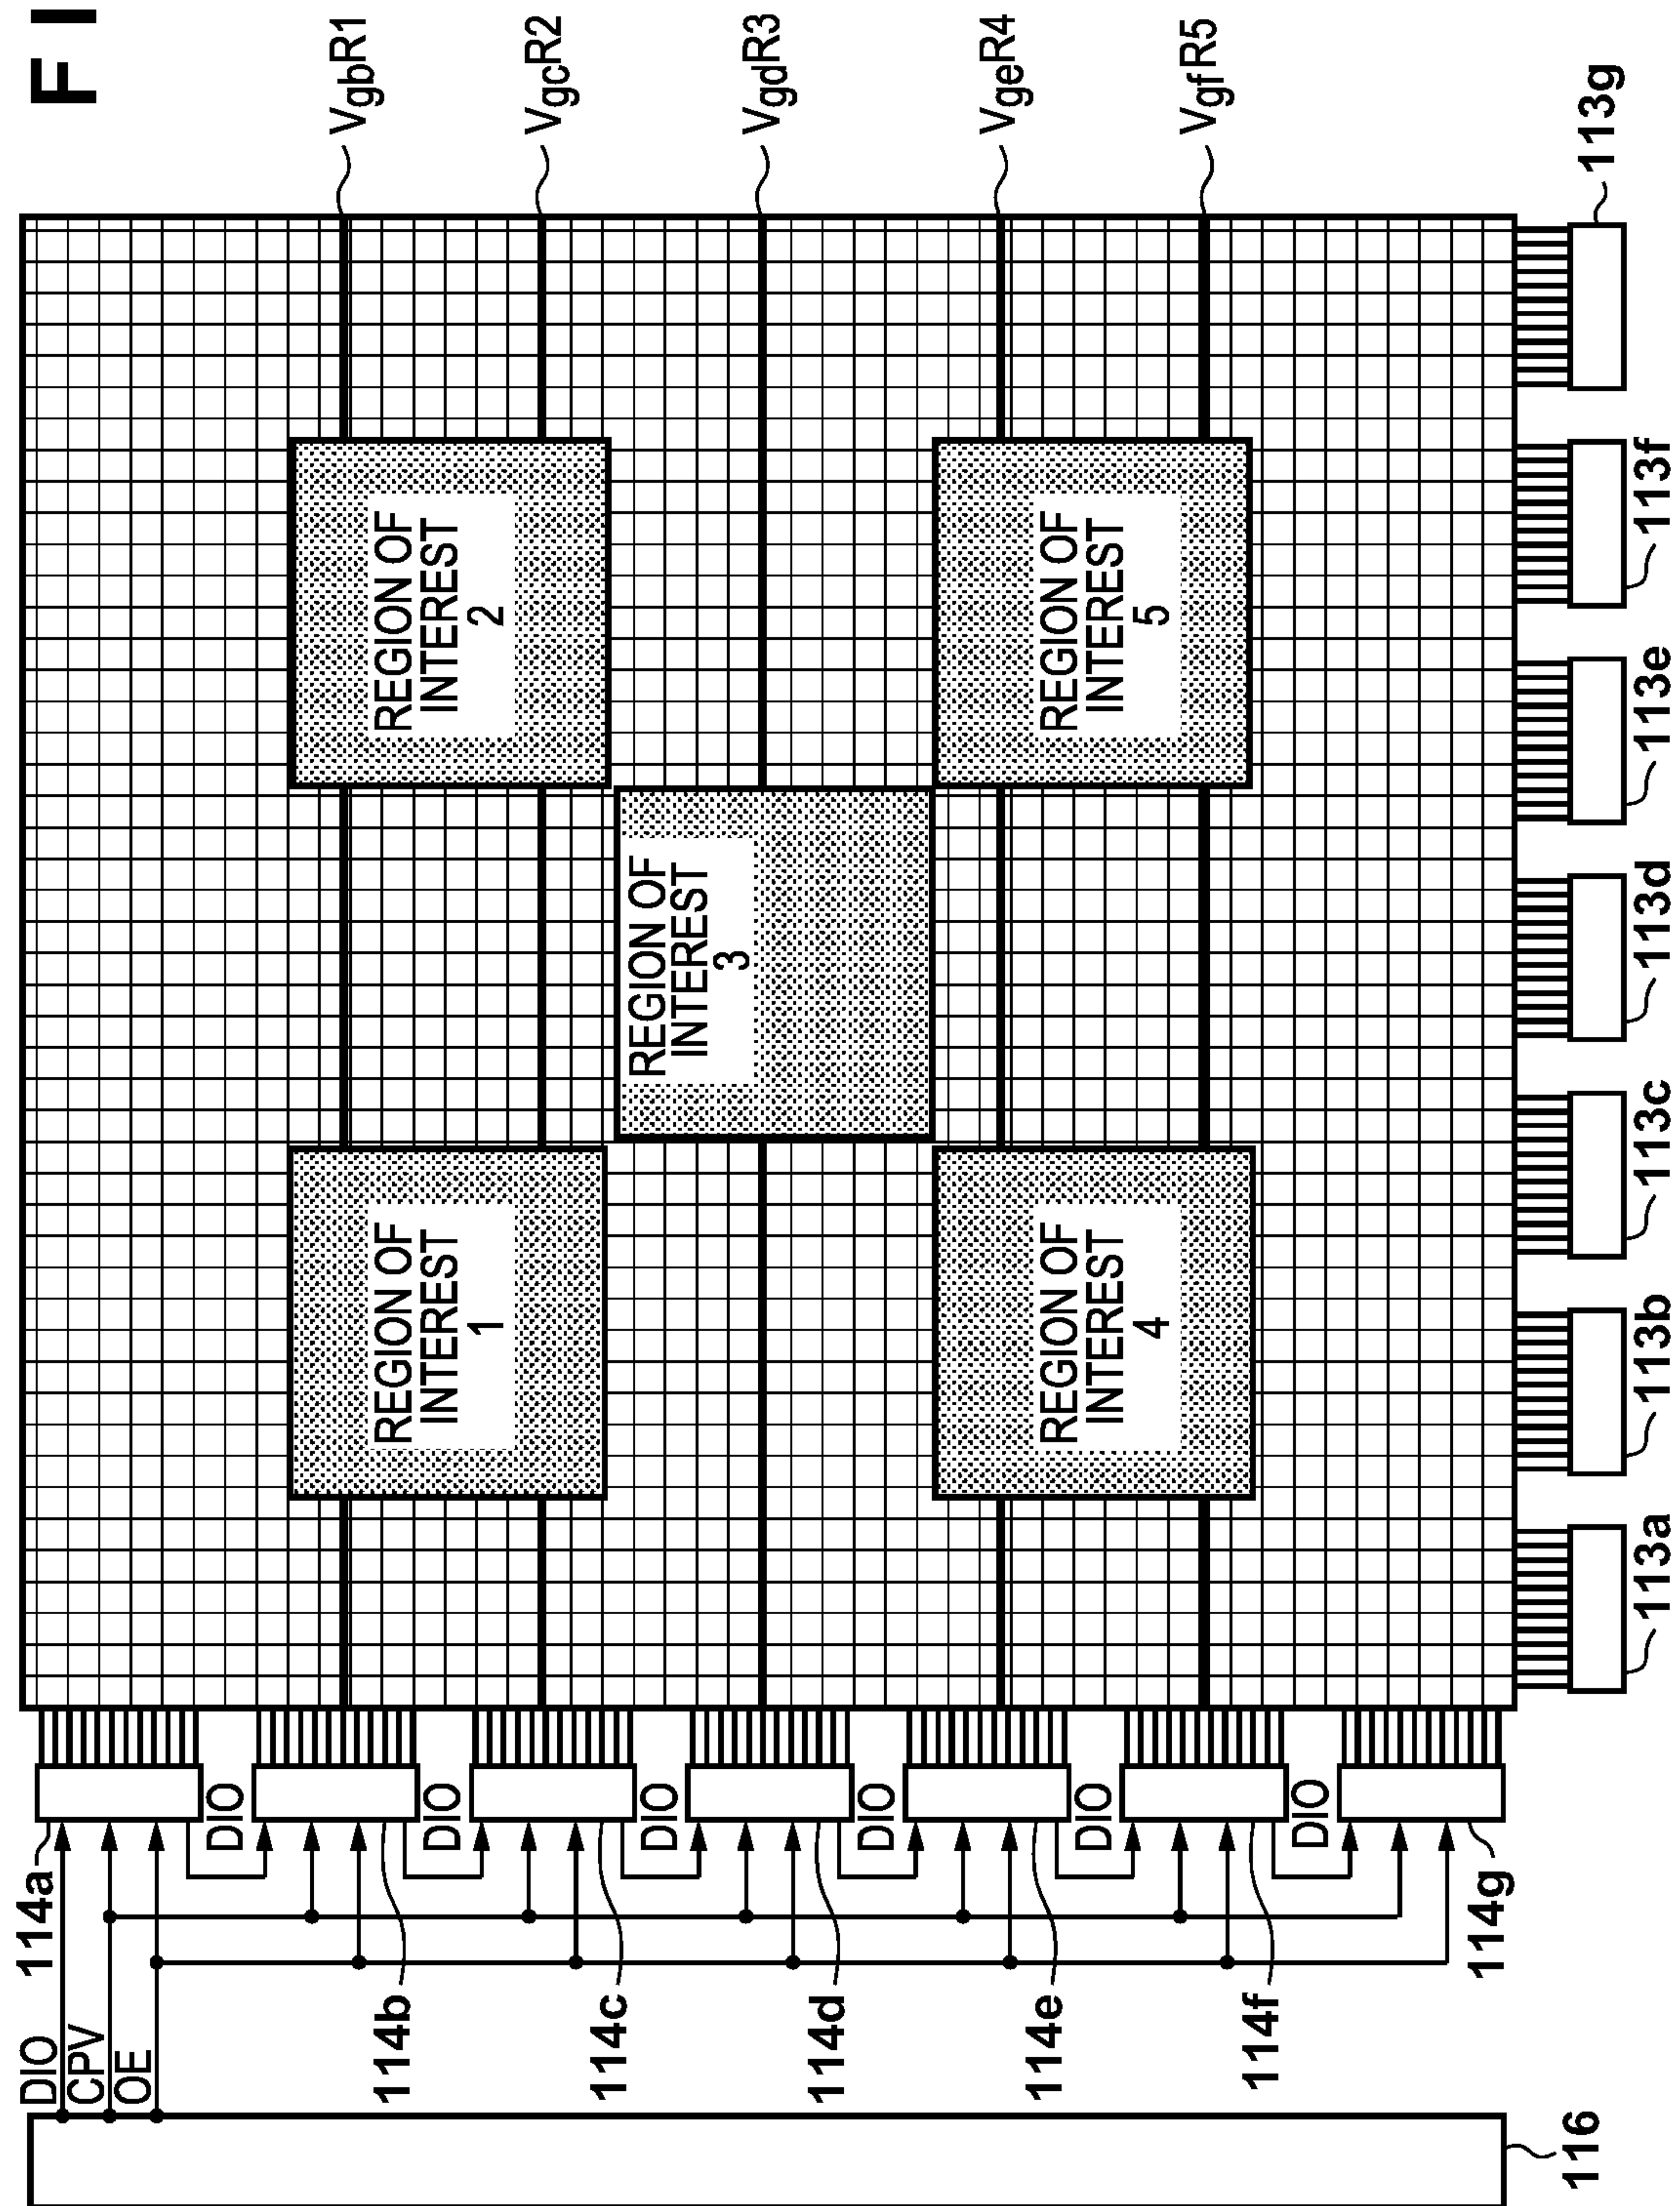 F I
DIO
CPV
OE
114a
DIO
114b
DIO
114c
DIO
114d
DIO
114e
DIO
114f
DIO
114g
116
VgbR1
VgcR2
VgdR3
VgeR4
VgfR5
REGION OF
INTEREST
1
REGION OF
INTEREST
2
REGION OF
INTEREST
3
REGION OF
INTEREST
4
REGION OF
INTEREST
5
113a
113b
113c
113d
113e
113f
113g